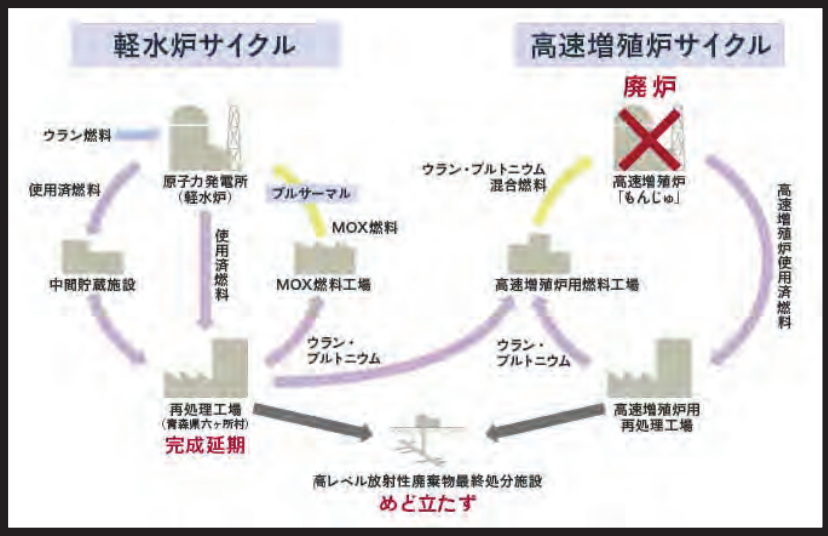 軽水炉サイクル
高速増殖炉サイクル
廃炉
ウラン燃料
使用済燃料
原子力発電所
(軽水炉)
プルサーマル
MOX燃料
使用済燃料
中間貯蔵施設
MOX燃料工場
ウラン・
プルトニウム
再処理工場
(青森県六ヶ所村)
完成延期
ウラン・プルトニウム
混合燃料
高速増殖炉
「もんじゅ」
高速増殖炉使用済燃料
高速増殖炉用燃料工場
ウラン・
プルトニウム
高速増殖炉用
再処理工場
高レベル放射性廃棄物最終処分施設
めど立たず